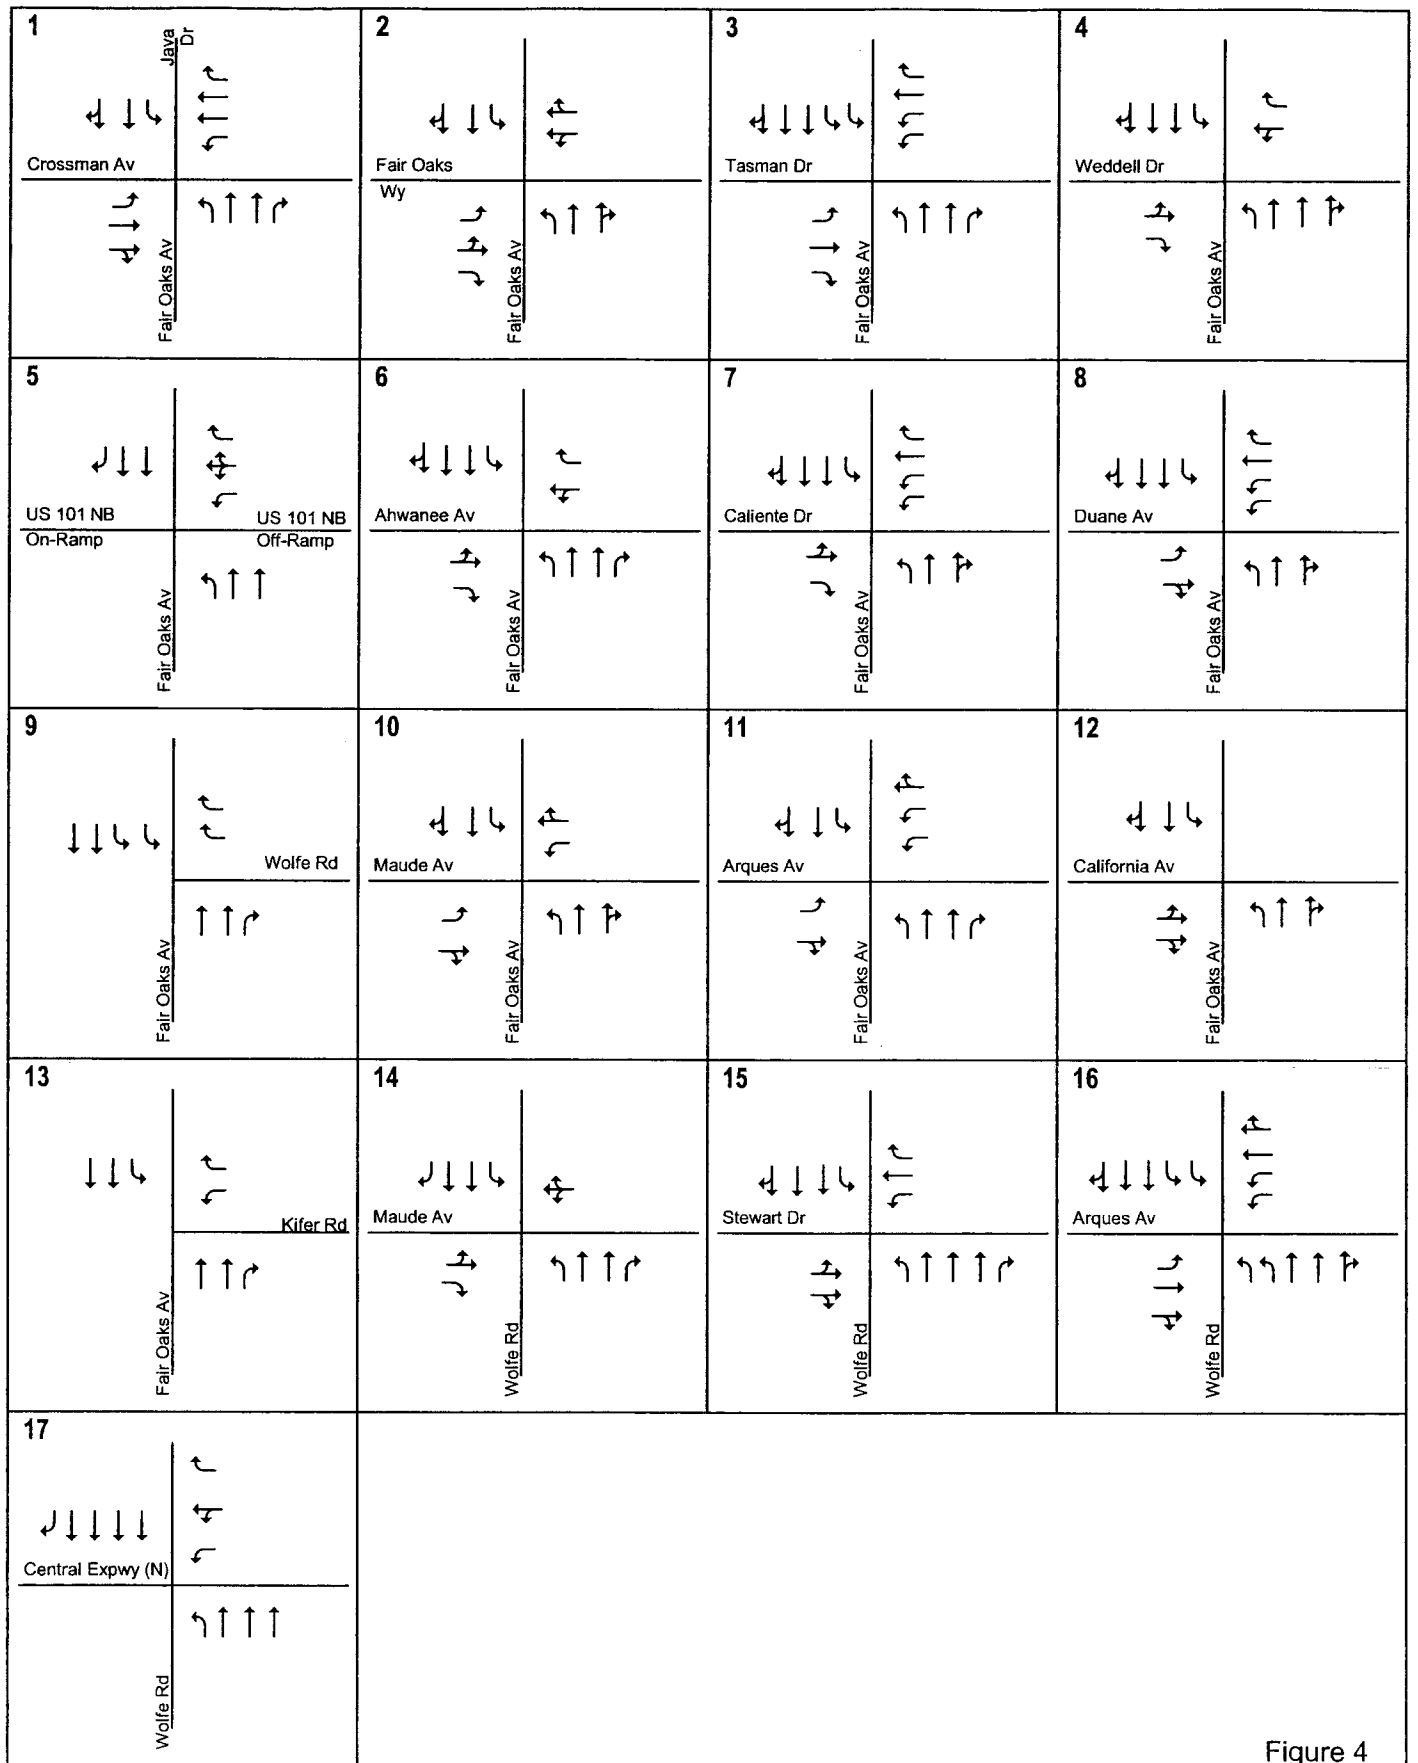 1
Java
Dr
Crossman Av
Fair Oaks Av
2
Fair Oaks
Wy
Fair Oaks Av
3
Tasman Dr
Fair Oaks Av
4
Weddell Dr
Fair Oaks Av
5
US 101 NB
On-Ramp
US 101 NB
Off-Ramp
Fair Oaks Av
6
Ahwanee Av
Fair Oaks Av
7
Caliente Dr
Fair Oaks Av
8
Duane Av
Fair Oaks Av
9
Wolfe Rd
Fair Oaks Av
10
Maude Av
Fair Oaks Av
11
Arques Av
Fair Oaks Av
12
California Av
Fair Oaks Av
13
Kifer Rd
Fair Oaks Av
14
Maude Av
Wolfe Rd
15
Stewart Dr
Wolfe Rd
16
Arques Av
Wolfe Rd
17
Central Expwy (N)
Wolfe Rd
Figure 4